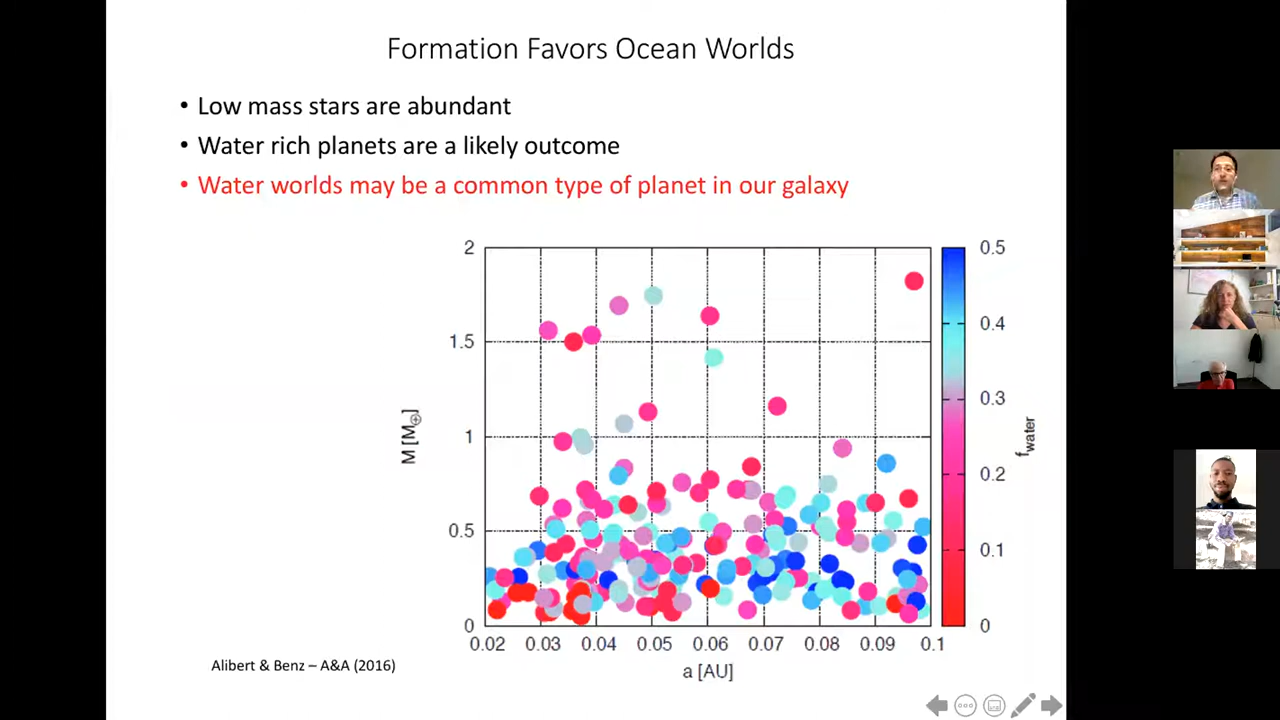 Formation Favors Ocean Worlds
• Low mass stars are abundant
• Water rich planets are a likely outcome
• Water worlds may be a common type of planet in our galaxy
2
1.5
1
0.5
0
M [M⊕]
0.02 0.03 0.04 0.05 0.06 0.07 0.08 0.09 0.1
a [AU]
0.5
0.4
0.3
0.2
0.1
0
f_water
Alibert & Benz – A&A (2016)